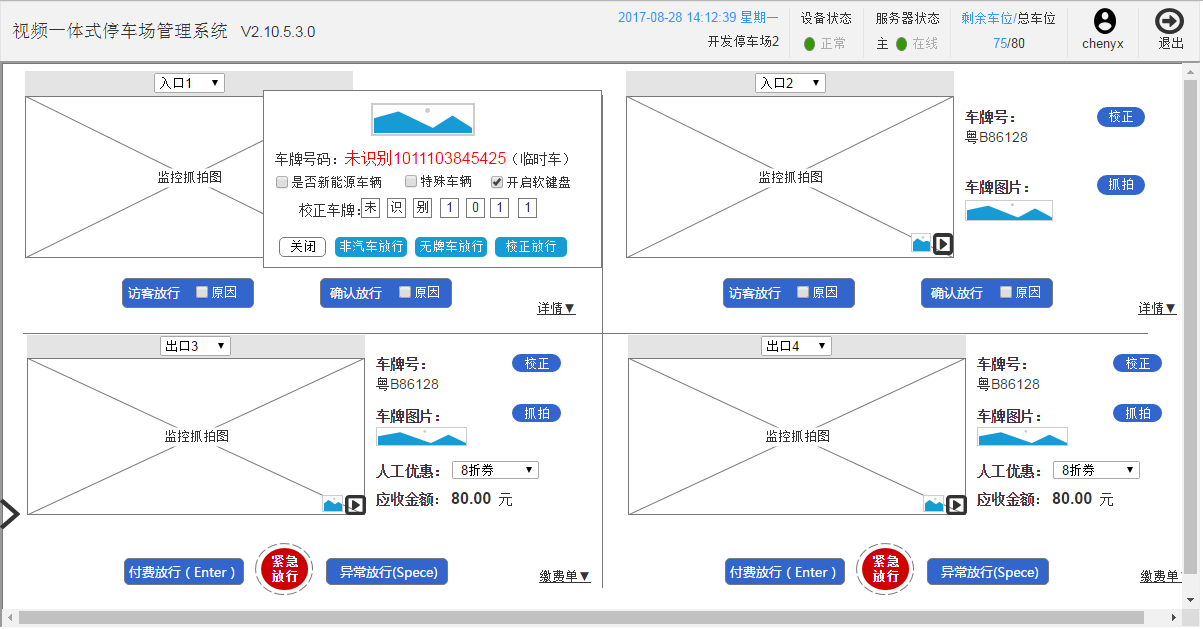 视频一体式停车场管理系统 V2.10.5.3.0
2017-08-28 14:12:39 星期一
开发停车场2
设备状态
正常
服务器状态
主 在线
剩余车位/总车位
75/80
chenyx
退出
入口1
监控抓拍图
车牌号码：未识别1011103845425（临时车）
是否新能源车辆 特殊车辆 开启软键盘
校正车牌: 未 识 别 1 0 1 1
关闭 非汽车放行 无牌车放行 校正放行
访客放行 原因 确认放行 原因
详情▼
入口2
监控抓拍图
车牌号： 校正
粤B86128
车牌图片： 抓拍
访客放行 原因 确认放行 原因
详情▼
出口3
监控抓拍图
车牌号： 校正
粤B86128
车牌图片： 抓拍
人工优惠： 8折券
应收金额： 80.00 元
付费放行（Enter）
紧急
放行
异常放行(Spece)
缴费单▼
出口4
监控抓拍图
车牌号： 校正
粤B86128
车牌图片： 抓拍
人工优惠： 8折券
应收金额： 80.00 元
付费放行（Enter）
紧急
放行
异常放行(Spece)
缴费单